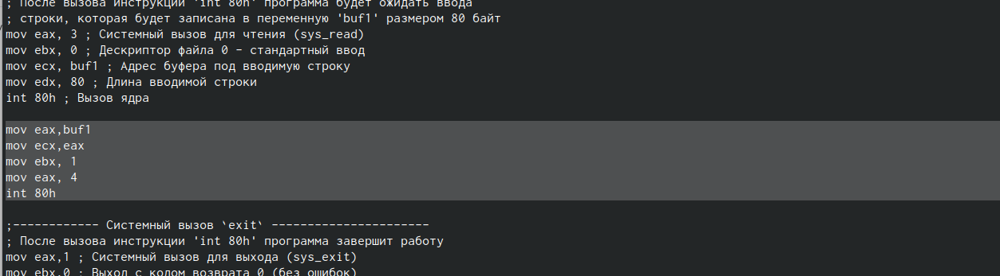 ; После вызова инструкции 'int 80h' программа будет ожидать ввода
; строки, которая будет записана в переменную 'buf1' размером 80 байт
mov eax, 3 ; Системный вызов для чтения (sys_read)
mov ebx, 0 ; Дескриптор файла 0 - стандартный ввод
mov ecx, buf1 ; Адрес буфера под вводимую строку
mov edx, 80 ; Длина вводимой строки
int 80h ; Вызов ядра
mov eax,buf1
mov ecx,eax
mov ebx, 1
mov eax, 4
int 80h
;------------ Системный вызов `exit` ----------------------
; После вызова инструкции 'int 80h' программа завершит работу
mov eax,1 ; Системный вызов для выхода (sys_exit)
mov ebx,0 ; Выход с кодом возврата 0 (без ошибок)